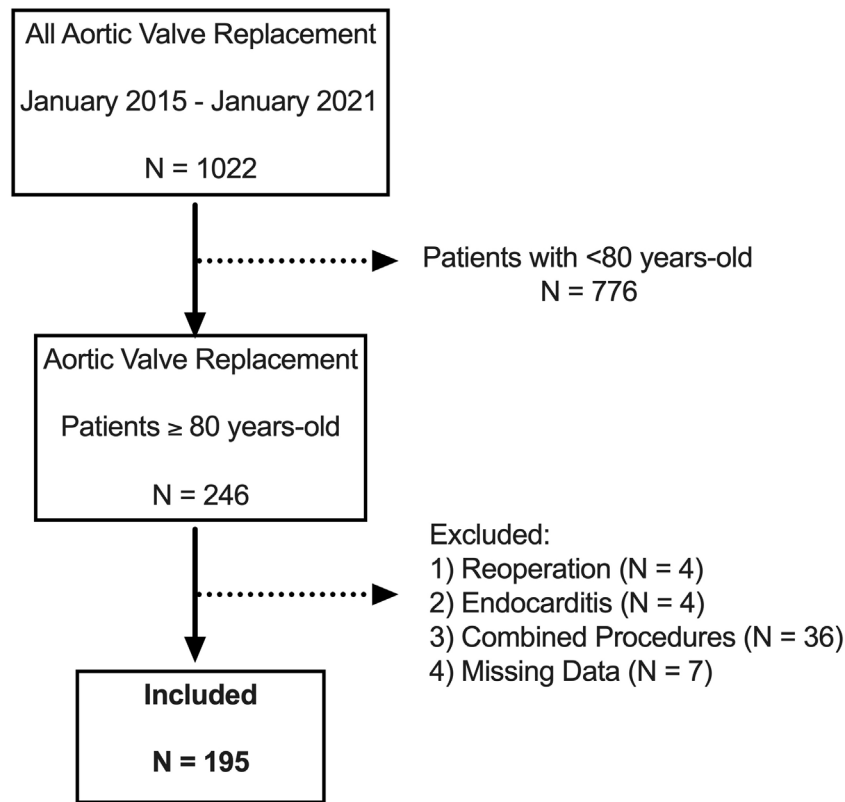 All Aortic Valve Replacement
January 2015 - January 2021
N = 1022
Patients with <80 years-old
N = 776
Aortic Valve Replacement
Patients ≥ 80 years-old
N = 246
Excluded:
1) Reoperation (N = 4)
2) Endocarditis (N = 4)
3) Combined Procedures (N = 36)
4) Missing Data (N = 7)
Included
N = 195